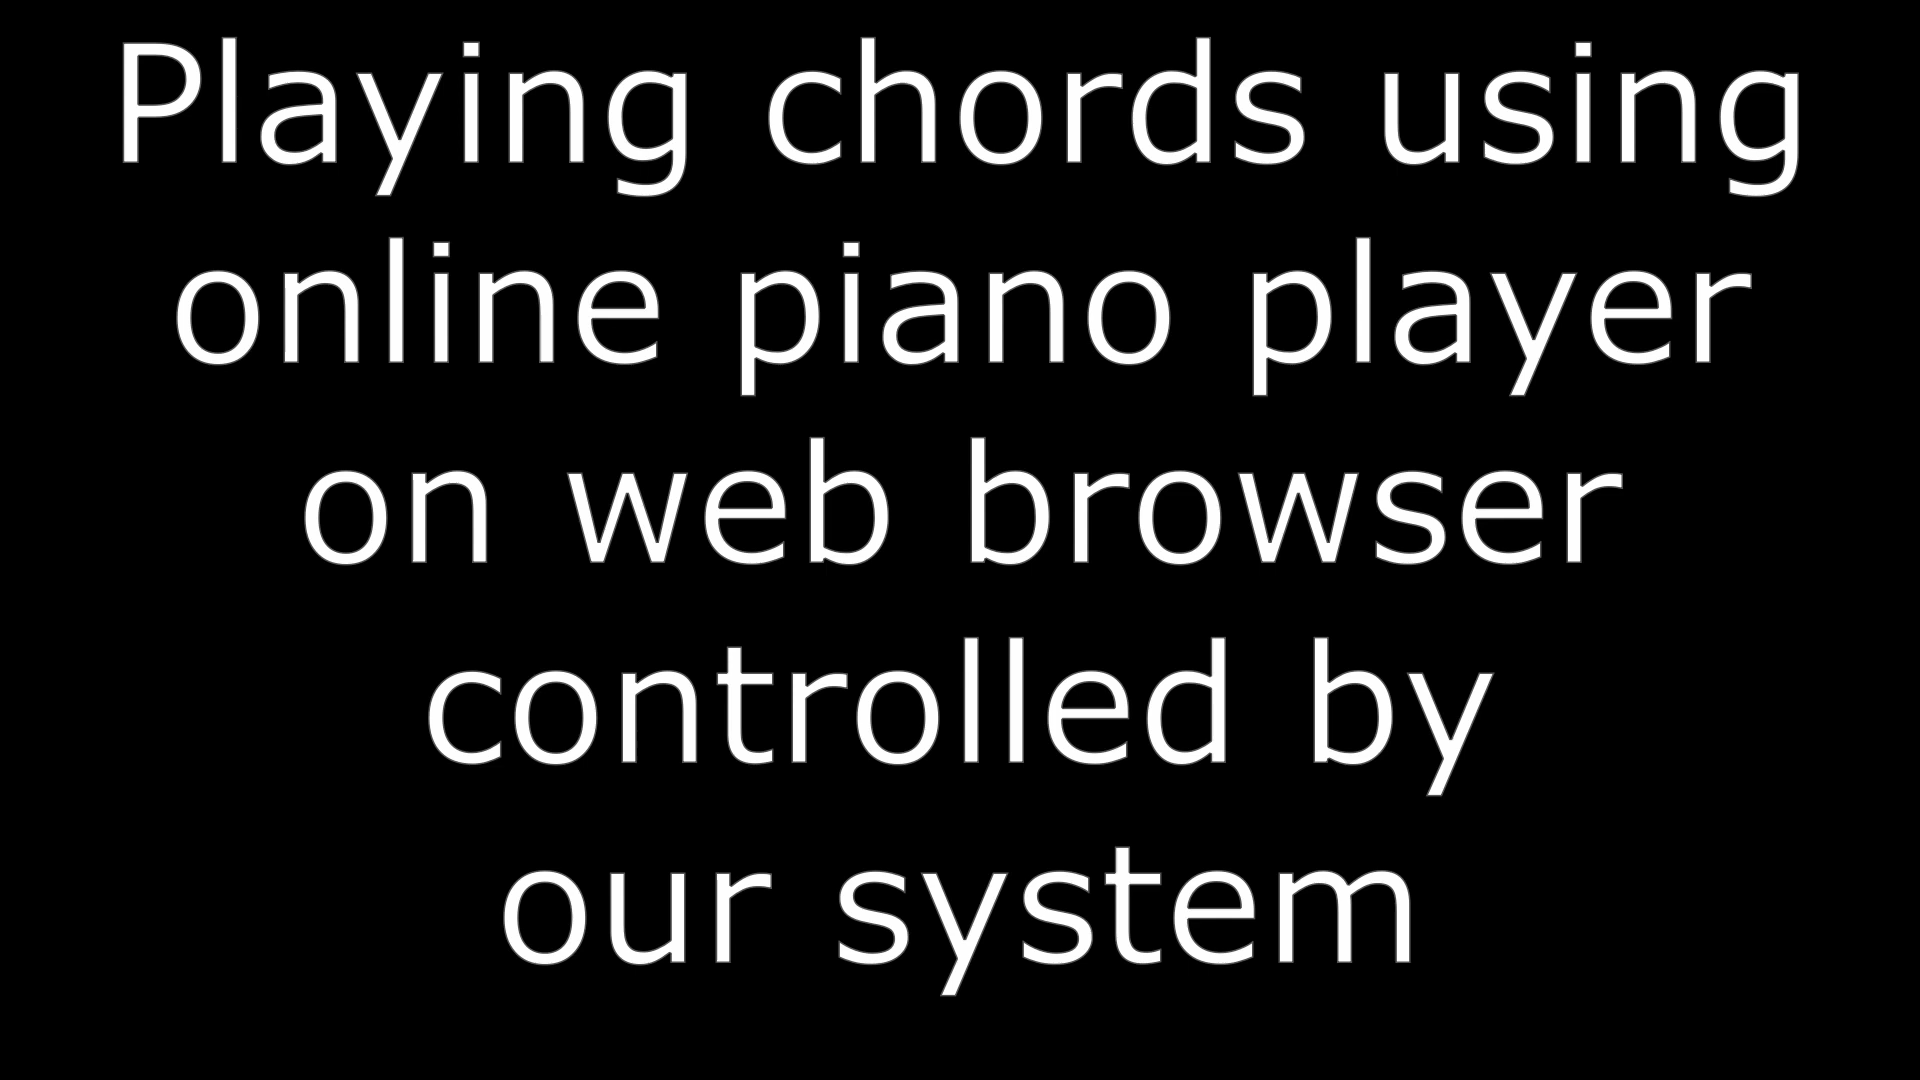 Playing chords using
online piano player
on web browser
controlled by
our system